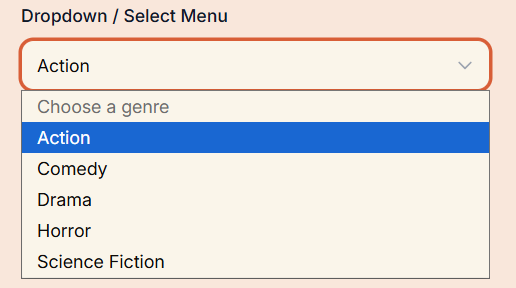 Dropdown / Select Menu
Action
Choose a genre
Action
Comedy
Drama
Horror
Science Fiction